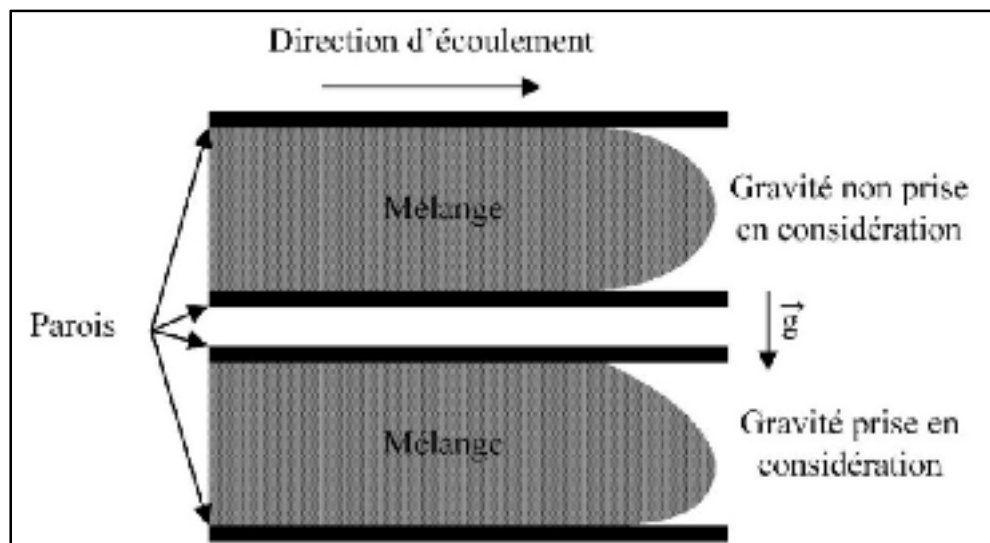 Direction d'écoulement
Mélange
Gravité non prise
en considération
Parois
g
Mélange
Gravité prise en
considération